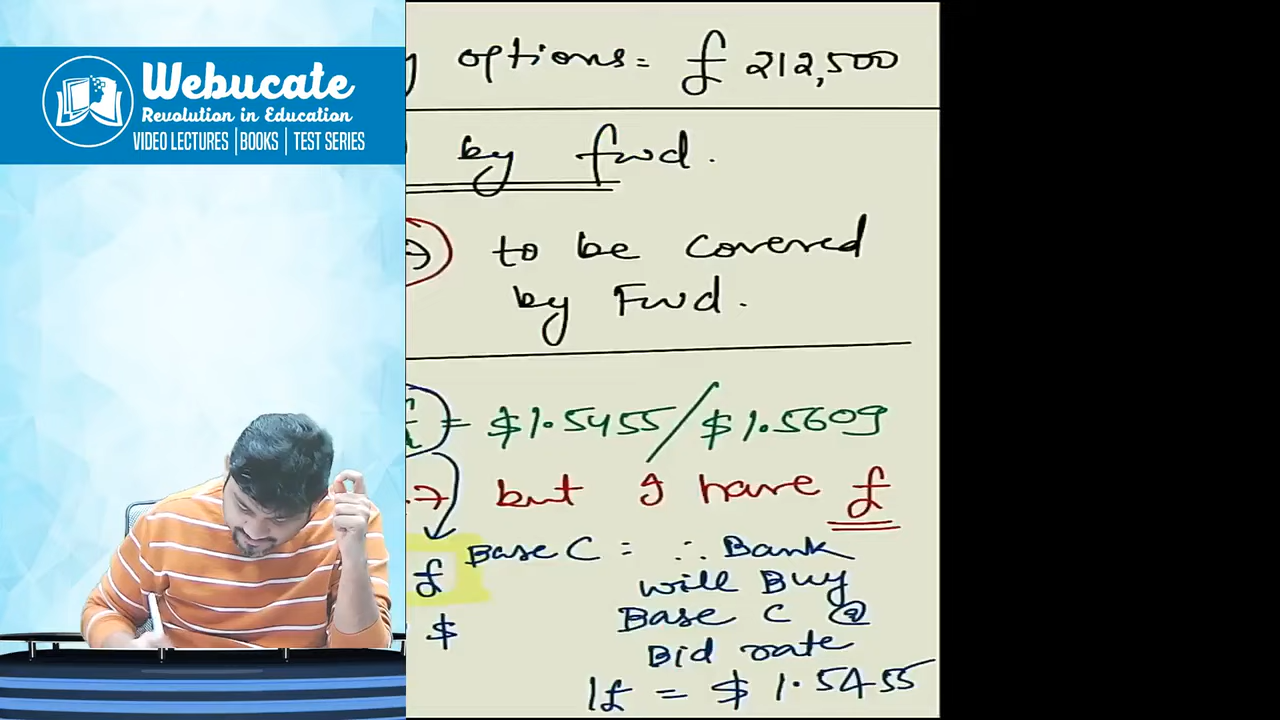 Webucate
Revolution in Education
VIDEO LECTURES | BOOKS | TEST SERIES
options = £ 212,500
by fwd.
to be covered
by Fwd.
= $1.5455/$1.5609
but I have £
Base C = ∴ Bank
£ will Buy
Base C @
$ Bid rate
1£ = $ 1.5455